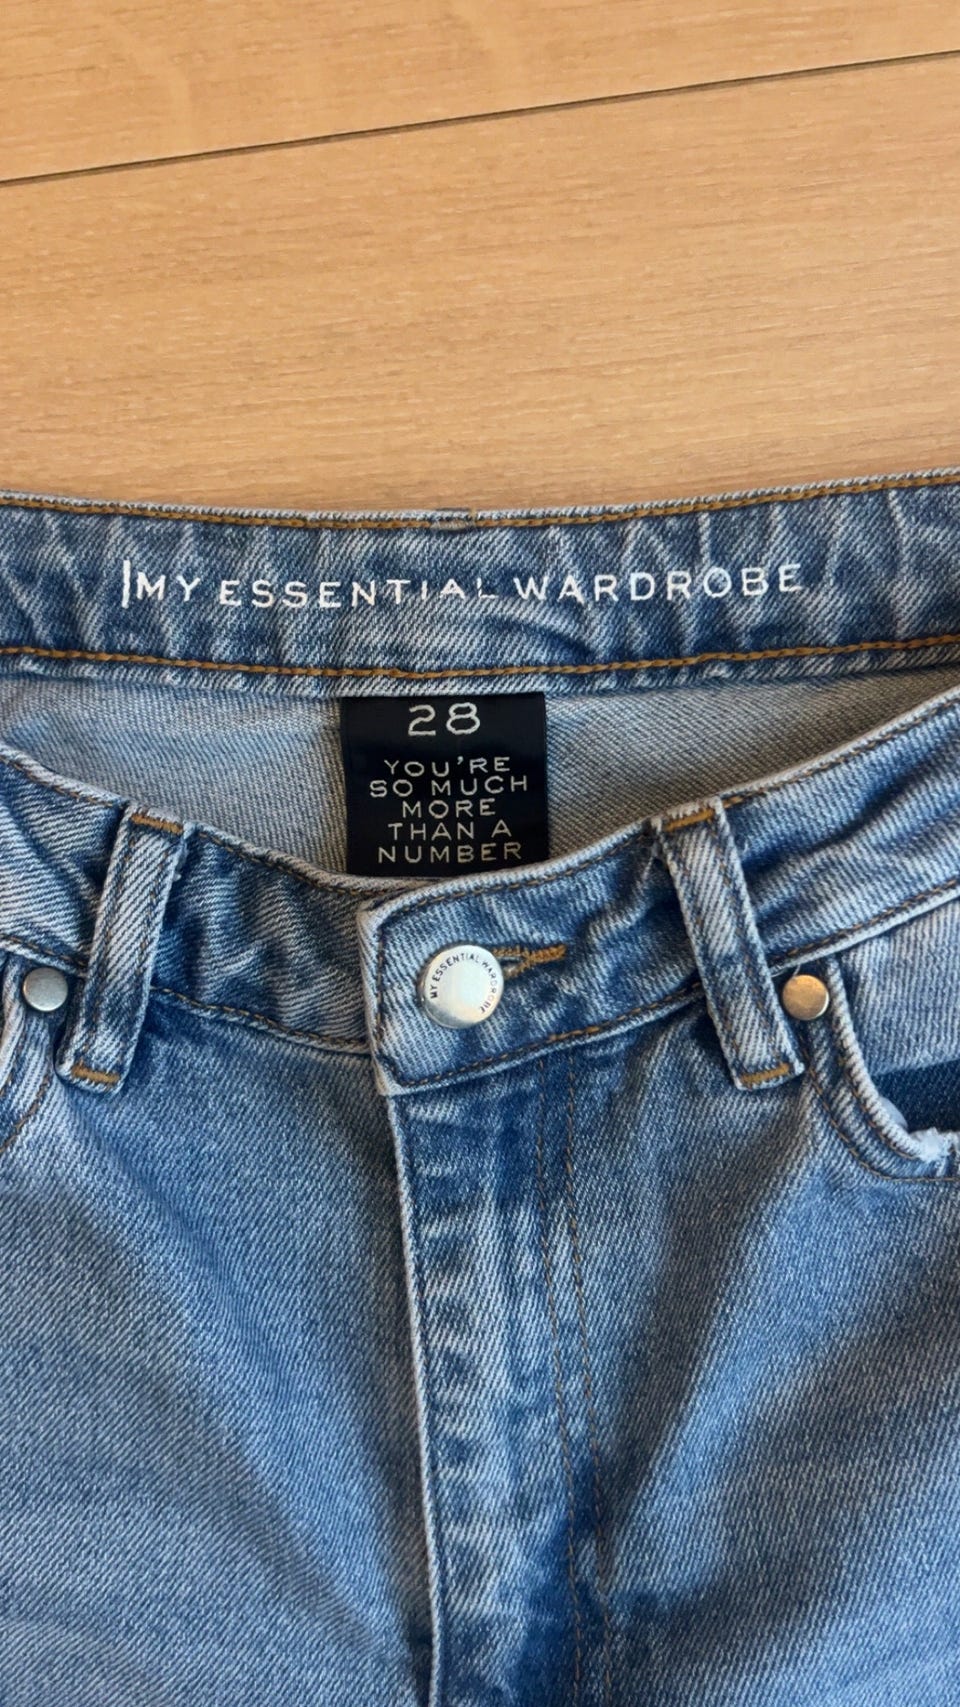 MY ESSENTIAL WARDROBE
28
YOU'RE
SO MUCH
MORE
THAN A
NUMBER
MY ESSENTIAL WARDROBE